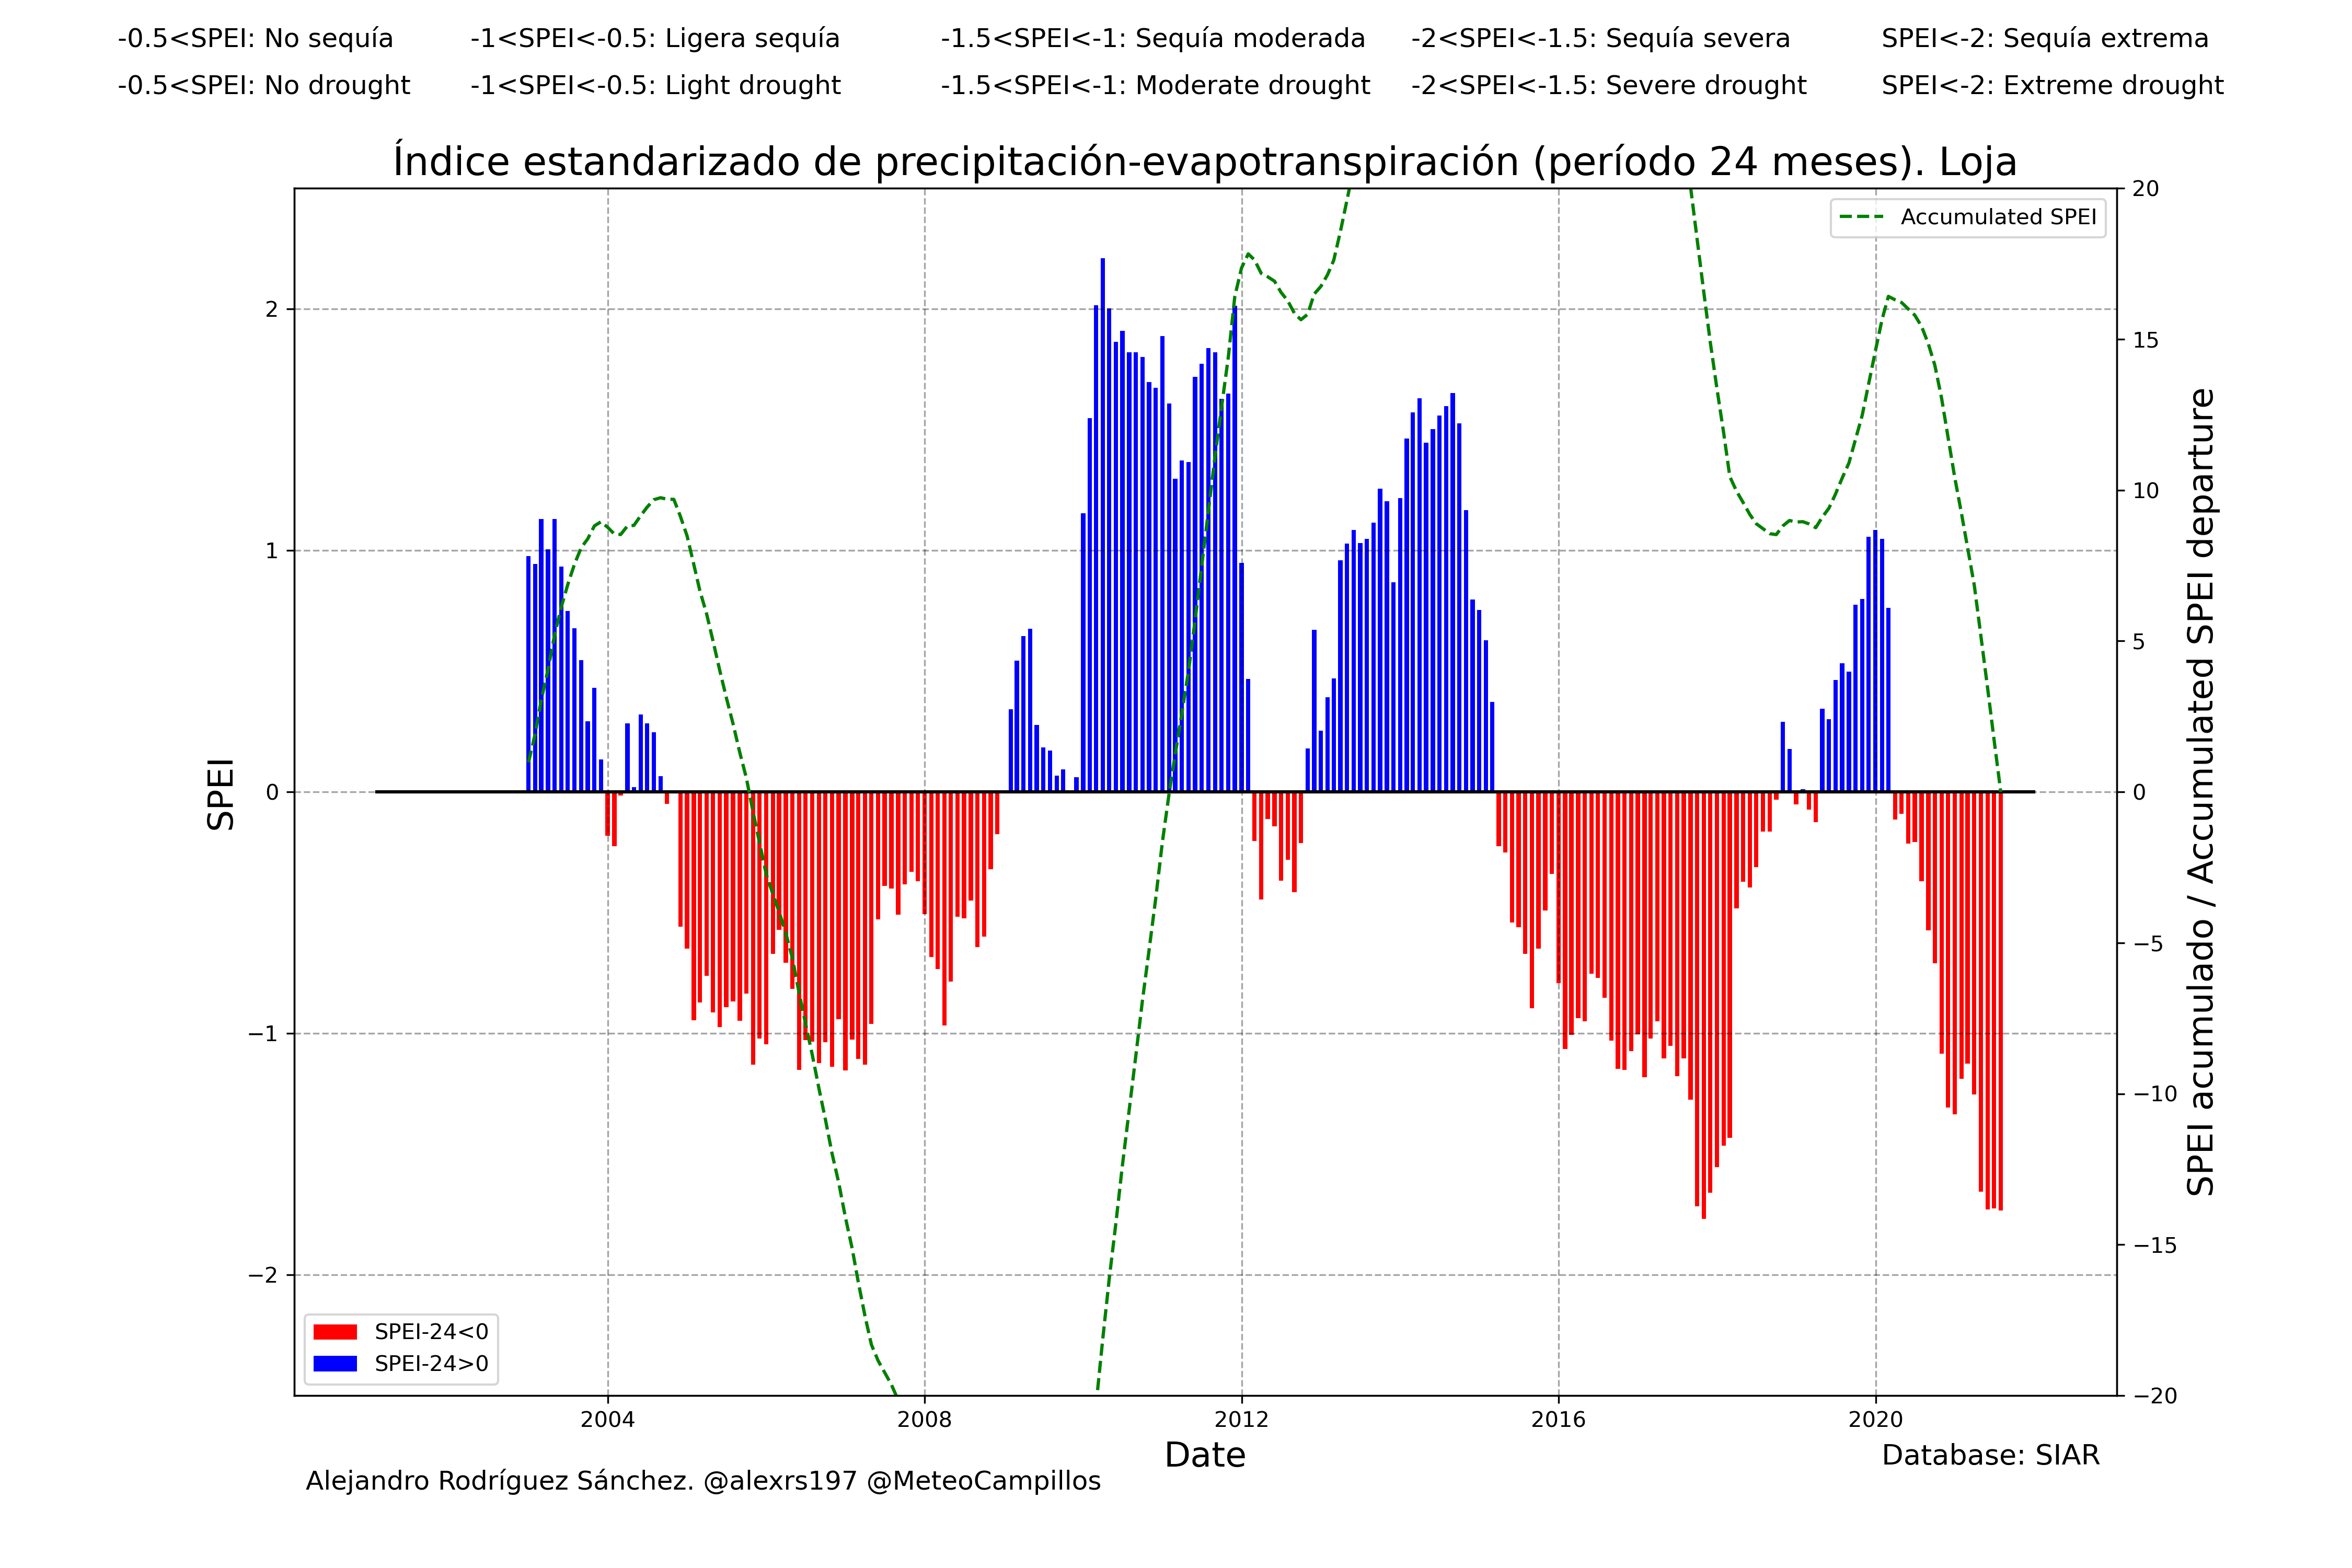 -0.5<SPEI: No sequía -1<SPEI<-0.5: Ligera sequía -1.5<SPEI<-1: Sequía moderada -2<SPEI<-1.5: Sequía severa SPEI<-2: Sequía extrema
-0.5<SPEI: No drought -1<SPEI<-0.5: Light drought -1.5<SPEI<-1: Moderate drought -2<SPEI<-1.5: Severe drought SPEI<-2: Extreme drought
Índice estandarizado de precipitación-evapotranspiración (período 24 meses). Loja
Accumulated SPEI
SPEI
2
1
0
−1
−2
20
15
10
5
0
−5
−10
−15
−20
SPEI acumulado / Accumulated SPEI departure
SPEI-24<0
SPEI-24>0
2004 2008 2012 2016 2020
Date
Database: SIAR
Alejandro Rodríguez Sánchez. @alexrs197 @MeteoCampillos